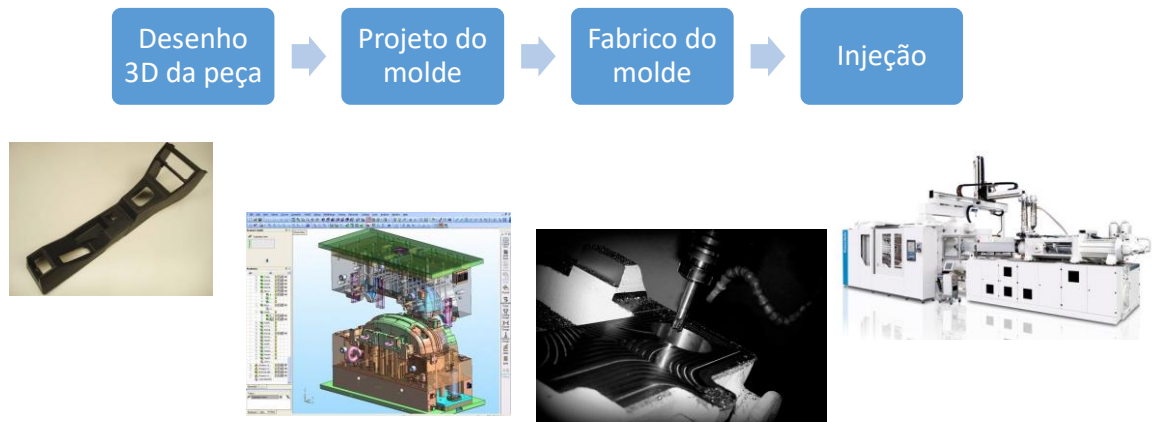 Desenho
3D da peça
Projeto do
molde
Fabrico do
molde
Injeção